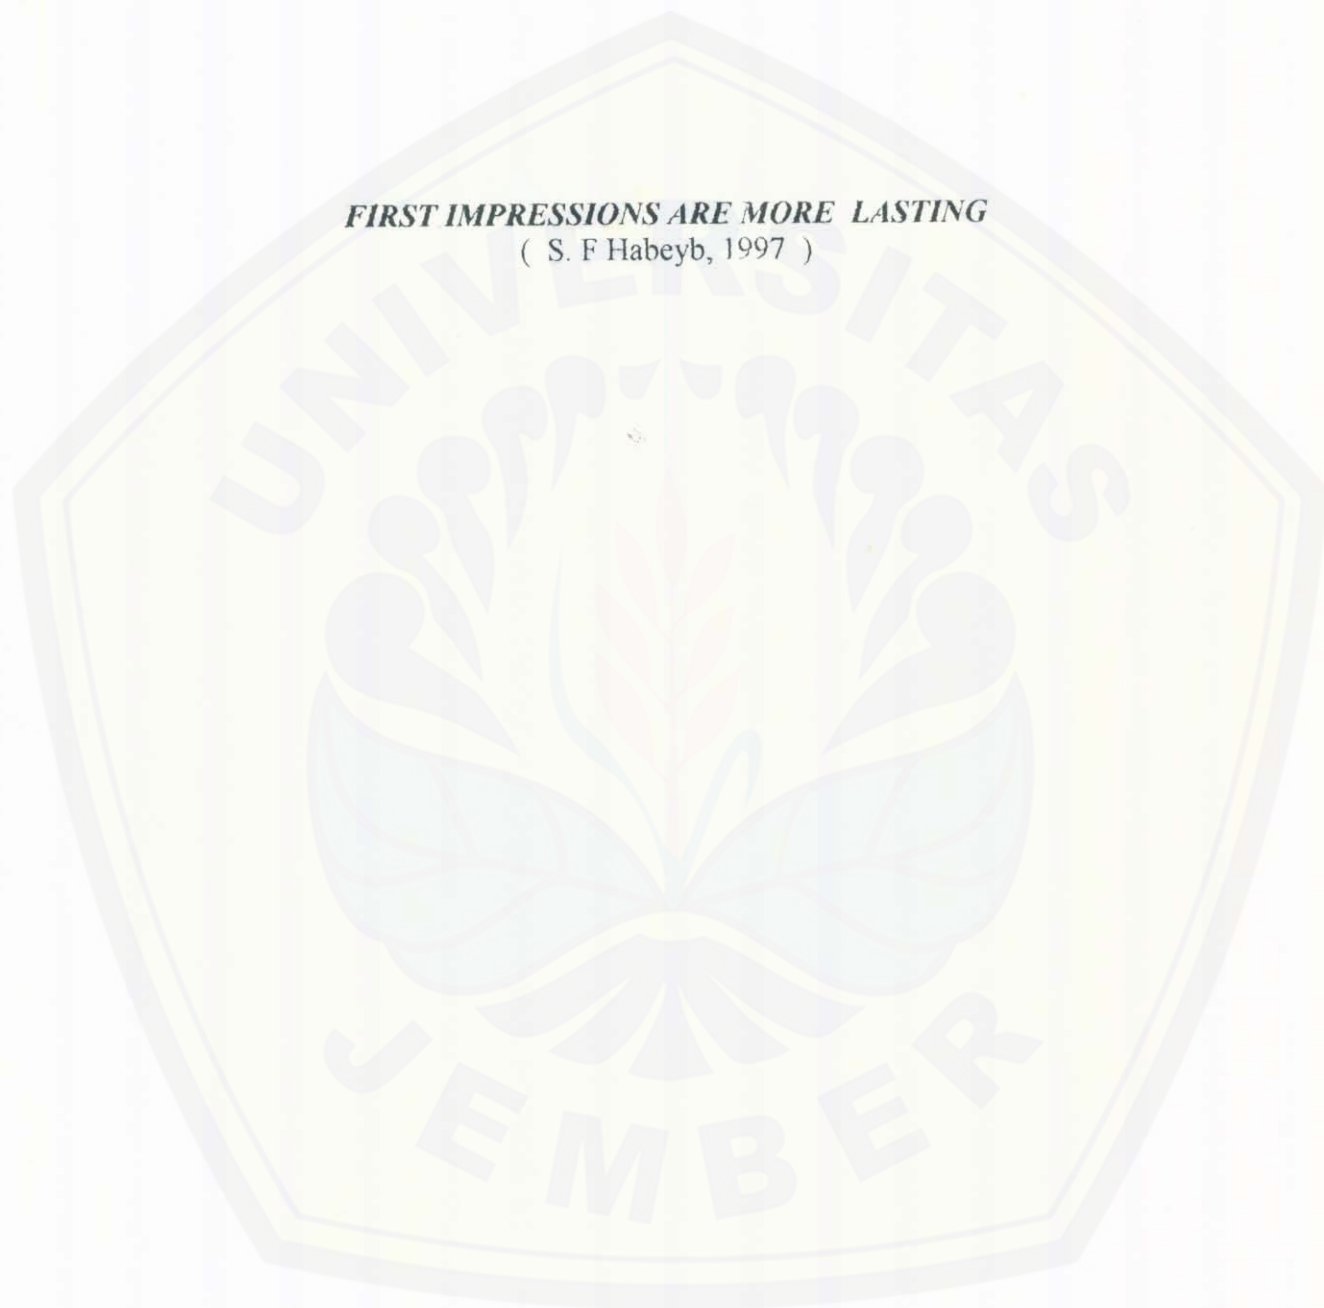 FIRST IMPRESSIONS ARE MORE LASTING
( S. F Habeyb, 1997 )
UNIVERSITAS
JEMBER